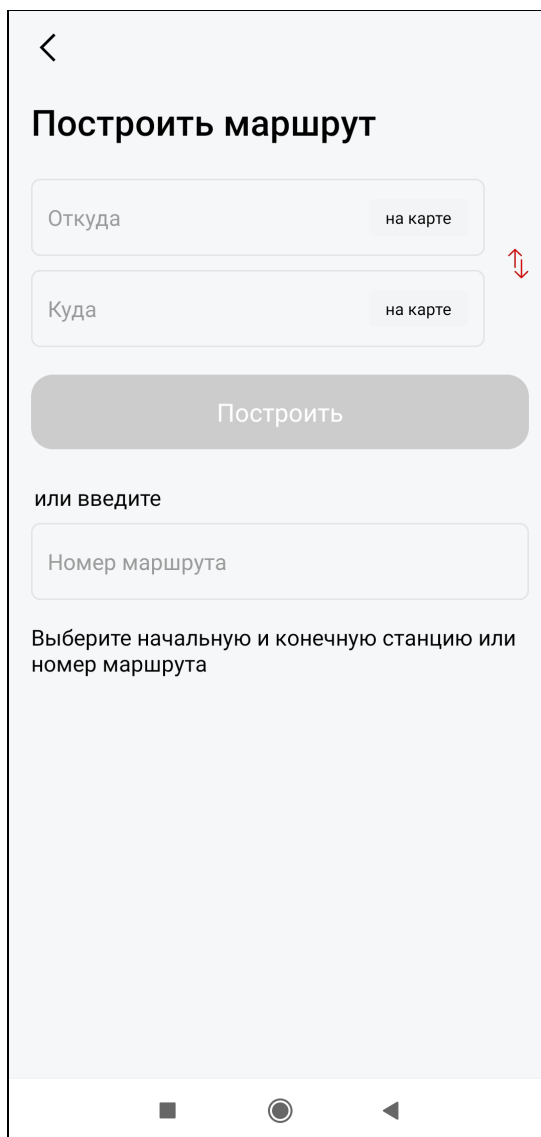 Построить маршрут
Откуда
на карте
Куда
на карте
Построить
или введите
Номер маршрута
Выберите начальную и конечную станцию или
номер маршрута